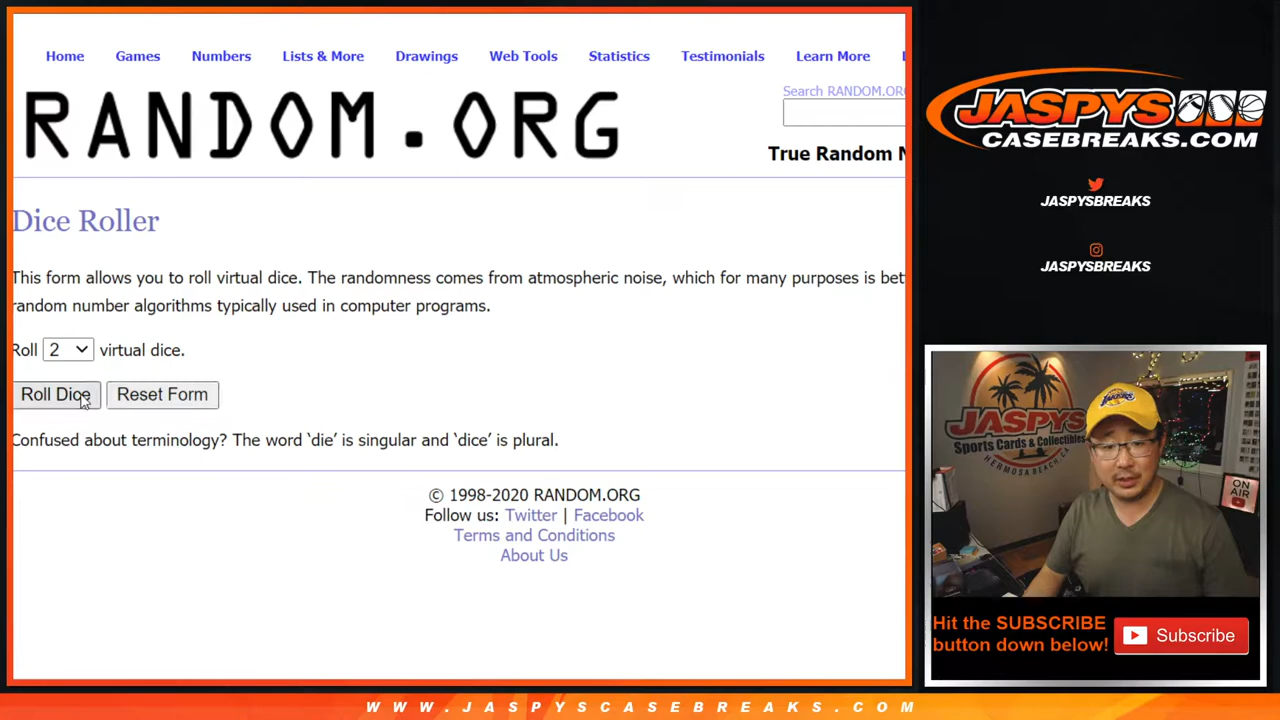 Home Games Numbers Lists & More Drawings Web Tools Statistics Testimonials Learn More
RANDOM.ORG
Search RANDOM.ORG
True Random N
Dice Roller
This form allows you to roll virtual dice. The randomness comes from atmospheric noise, which for many purposes is bet
random number algorithms typically used in computer programs.
Roll 2 virtual dice.
Roll Dice Reset Form
Confused about terminology? The word ‘die’ is singular and ‘dice’ is plural.
© 1998-2020 RANDOM.ORG
Follow us: Twitter | Facebook
Terms and Conditions
About Us
JASPYS
CASEBREAKS.COM
JASPYSBREAKS
JASPYSBREAKS
JASPYS
Sports Cards & Collectibles
HERMOSA BEACH, CA
LAKERS
ON
AIR
Hit the SUBSCRIBE
button down below!
Subscribe
WWW.JASPYSCASEBREAKS.COM